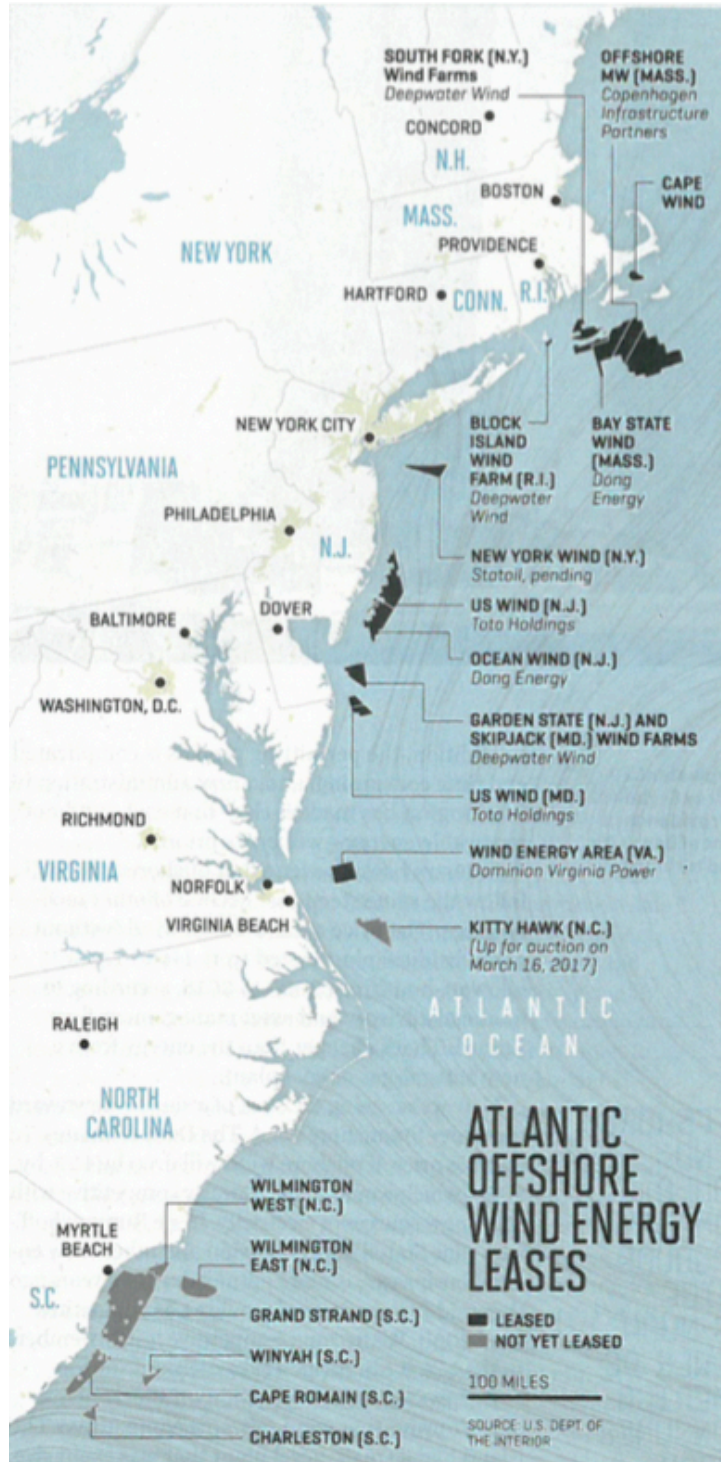 SOUTH FORK (N.Y.)
Wind Farms
Deepwater Wind
OFFSHORE
MW (MASS.)
Copenhagen
Infrastructure
Partners
CONCORD
N.H.
CAPE
WIND
BOSTON
MASS.
PROVIDENCE
NEW YORK
HARTFORD
CONN.
R.I.
NEW YORK CITY
BLOCK
ISLAND
WIND
FARM (R.I.)
Deepwater
Wind
BAY STATE
WIND
(MASS.)
Dong
Energy
PENNSYLVANIA
PHILADELPHIA
N.J.
NEW YORK WIND (N.Y.)
Statoil, pending
US WIND (N.J.)
Toto Holdings
BALTIMORE
DOVER
OCEAN WIND (N.J.)
Dong Energy
WASHINGTON, D.C.
GARDEN STATE (N.J.) AND
SKIPJACK (MD.) WIND FARMS
Deepwater Wind
US WIND (MD.)
Toto Holdings
RICHMOND
WIND ENERGY AREA (VA.)
Dominion Virginia Power
VIRGINIA
NORFOLK
VIRGINIA BEACH
KITTY HAWK (N.C.)
(Up for auction on
March 16, 2017)
ATLANTIC
OCEAN
RALEIGH
NORTH
CAROLINA
ATLANTIC
OFFSHORE
WIND ENERGY
LEASES
WILMINGTON
WEST (N.C.)
MYRTLE
BEACH
WILMINGTON
EAST (N.C.)
S.C.
GRAND STRAND (S.C.)
LEASED
NOT YET LEASED
WINYAH (S.C.)
CAPE ROMAIN (S.C.)
100 MILES
CHARLESTON (S.C.)
SOURCE: U.S. DEPT. OF
THE INTERIOR